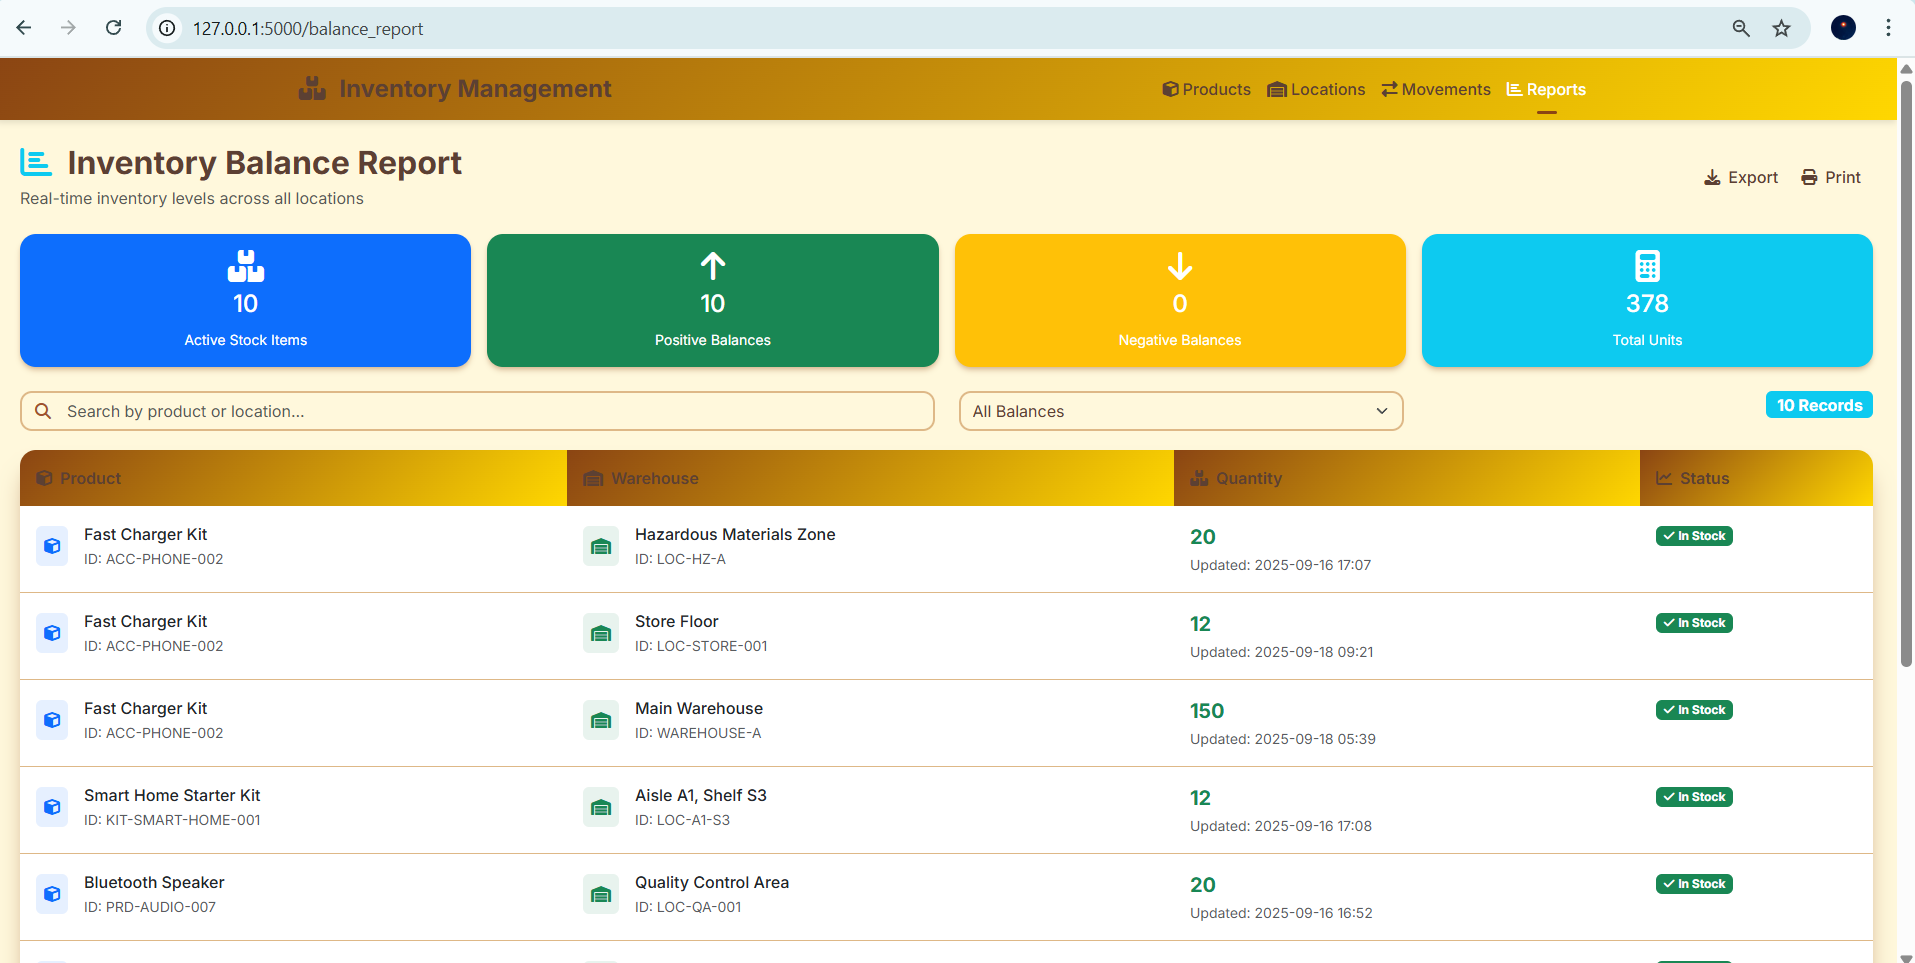 127.0.0.1:5000/balance_report
Inventory Management
Products Locations Movements Reports
Inventory Balance Report
Real-time inventory levels across all locations
Export Print
10
Active Stock Items
10
Positive Balances
0
Negative Balances
378
Total Units
Search by product or location...
All Balances
10 Records
Product Warehouse Quantity Status
Fast Charger Kit Hazardous Materials Zone 20 In Stock
ID: ACC-PHONE-002 ID: LOC-HZ-A Updated: 2025-09-16 17:07
Fast Charger Kit Store Floor 12 In Stock
ID: ACC-PHONE-002 ID: LOC-STORE-001 Updated: 2025-09-18 09:21
Fast Charger Kit Main Warehouse 150 In Stock
ID: ACC-PHONE-002 ID: WAREHOUSE-A Updated: 2025-09-18 05:39
Smart Home Starter Kit Aisle A1, Shelf S3 12 In Stock
ID: KIT-SMART-HOME-001 ID: LOC-A1-S3 Updated: 2025-09-16 17:08
Bluetooth Speaker Quality Control Area 20 In Stock
ID: PRD-AUDIO-007 ID: LOC-QA-001 Updated: 2025-09-16 16:52